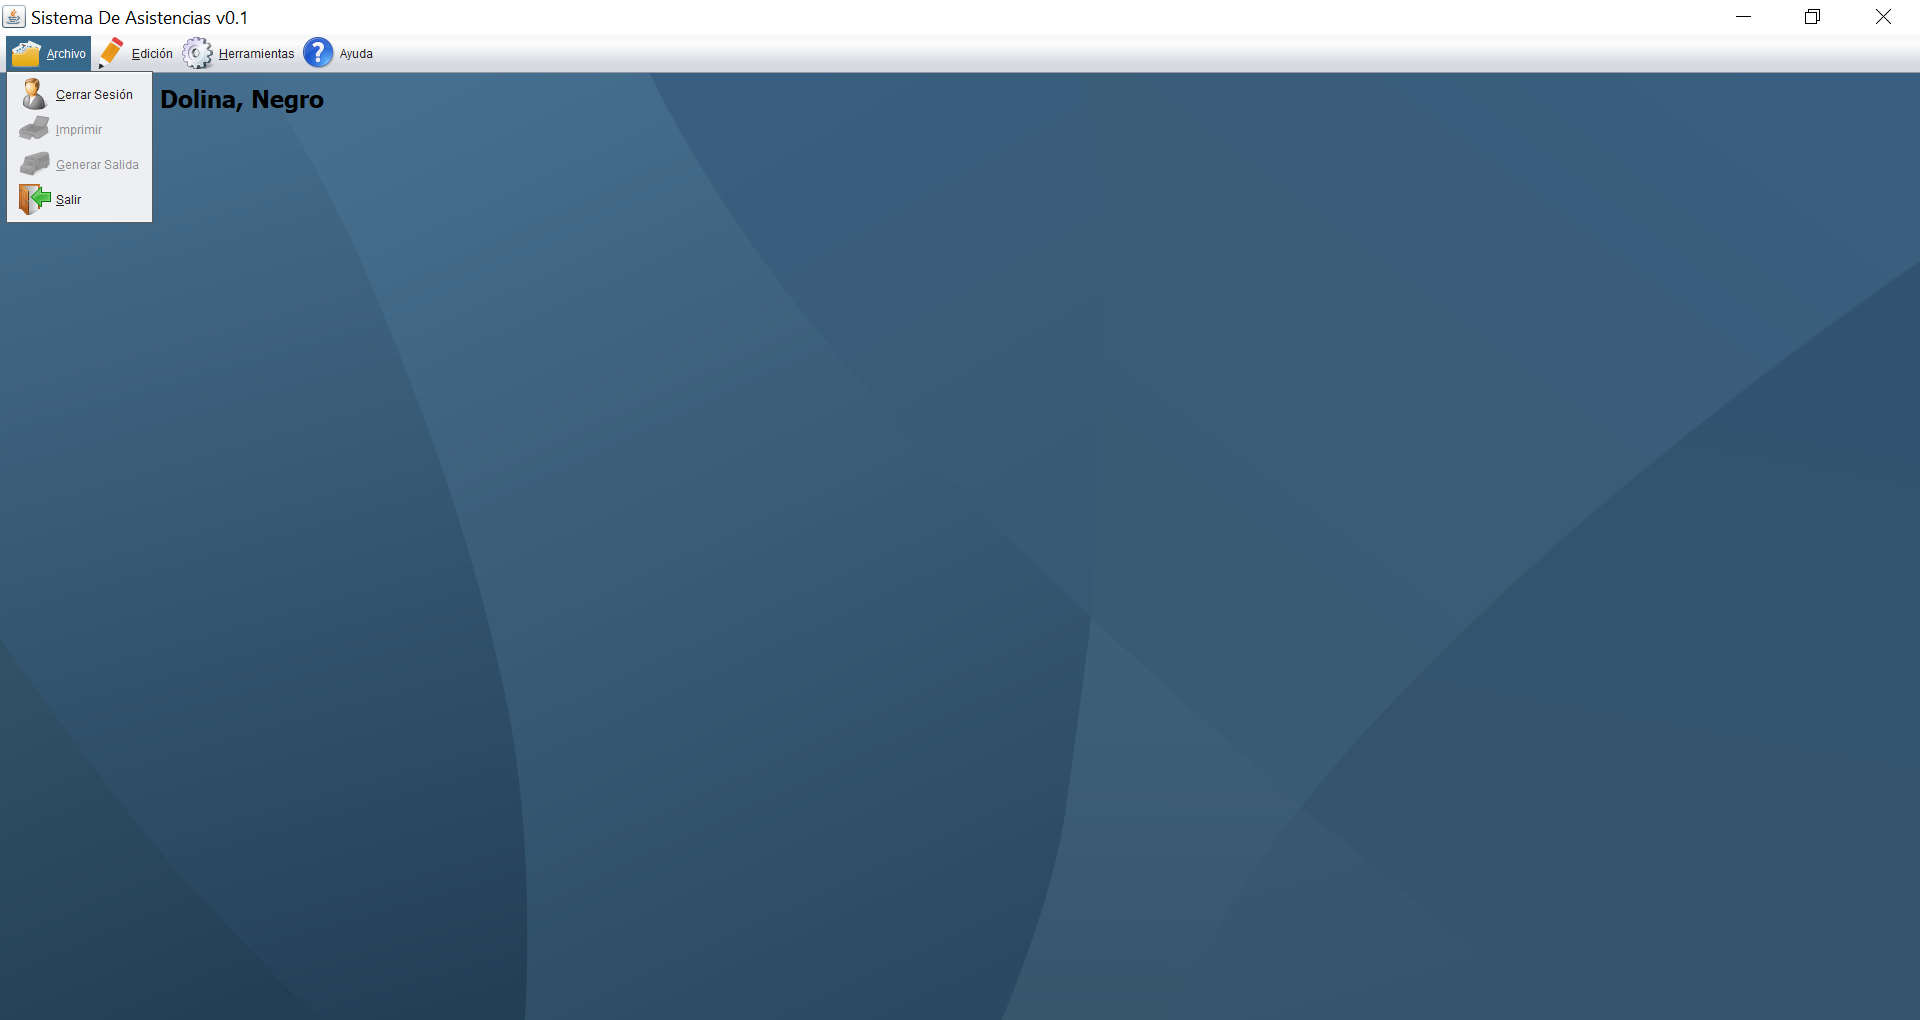 Sistema De Asistencias v0.1
Archivo Edición Herramientas Ayuda
Cerrar Sesión
Dolina, Negro
Imprimir
Generar Salida
Salir